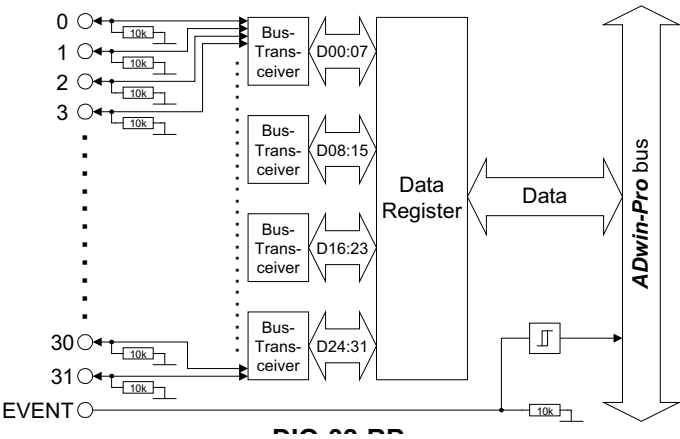 0
10k
1
10k
2
10k
3
10k
Bus-
Trans-
ceiver
D00:07
Bus-
Trans-
ceiver
D08:15
Bus-
Trans-
ceiver
D16:23
Bus-
Trans-
ceiver
D24:31
Data
Register
Data
ADwin-Pro bus
30
10k
31
10k
EVENT
10k